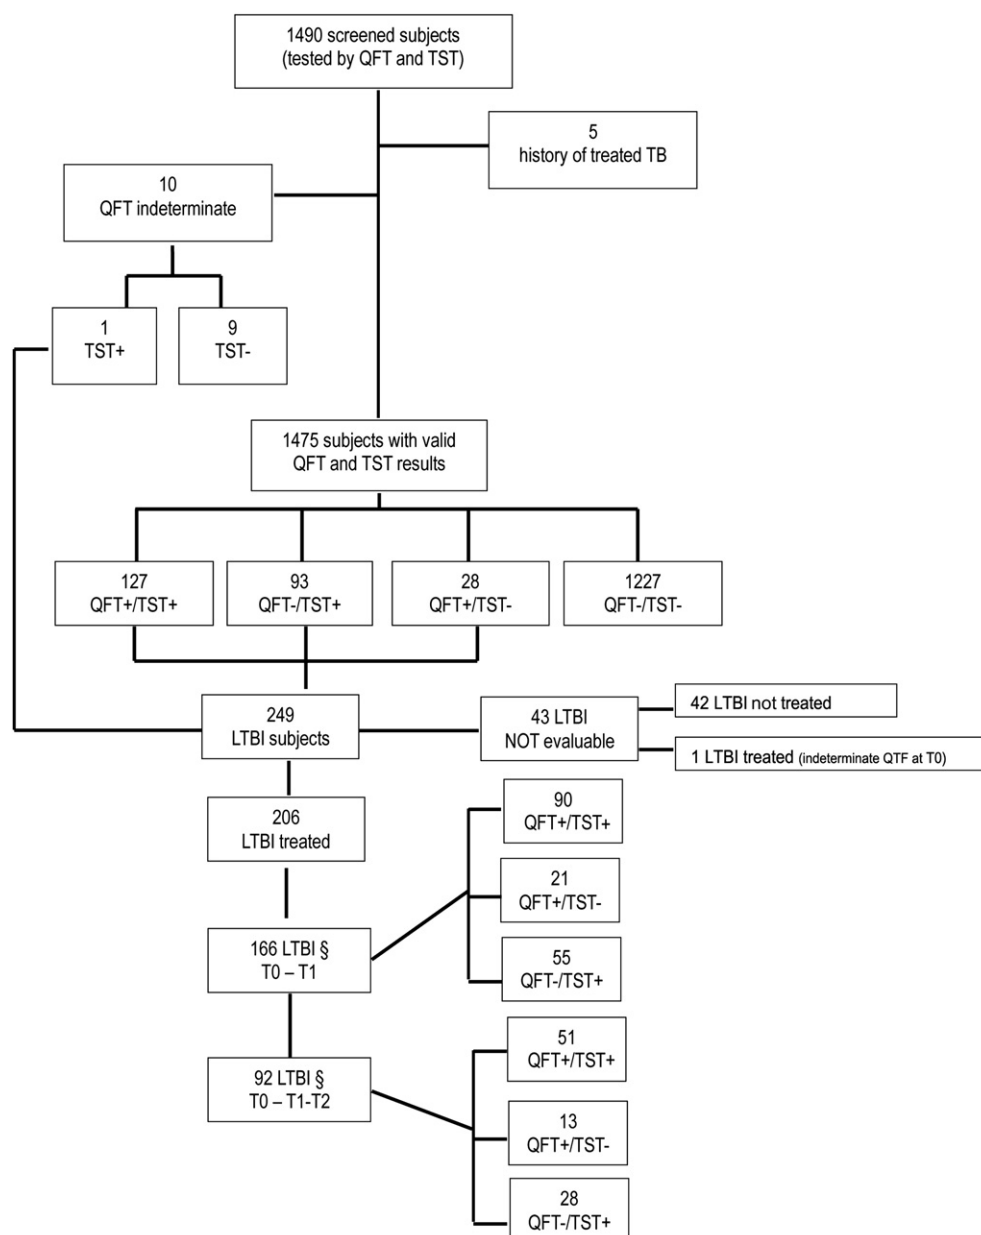 1490 screened subjects
(tested by QFT and TST)
5
history of treated TB
10
QFT indeterminate
1
TST+
9
TST-
1475 subjects with valid
QFT and TST results
127
QFT+/TST+
93
QFT-/TST+
28
QFT+/TST-
1227
QFT-/TST-
249
LTBI subjects
43 LTBI
NOT evaluable
42 LTBI not treated
1 LTBI treated (indeterminate QTF at T0)
206
LTBI treated
90
QFT+/TST+
21
QFT+/TST-
55
QFT-/TST+
166 LTBI §
T0 – T1
51
QFT+/TST+
13
QFT+/TST-
28
QFT-/TST+
92 LTBI §
T0 – T1-T2